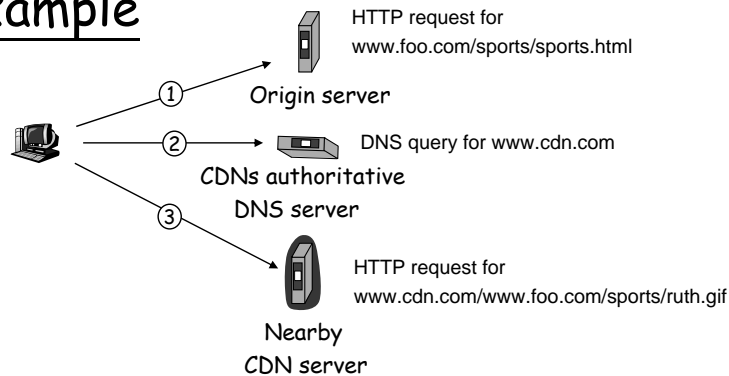 HTTP request for
www.foo.com/sports/sports.html
1
Origin server
2
DNS query for www.cdn.com
CDNs authoritative
DNS server
3
HTTP request for
www.cdn.com/www.foo.com/sports/ruth.gif
Nearby
CDN server